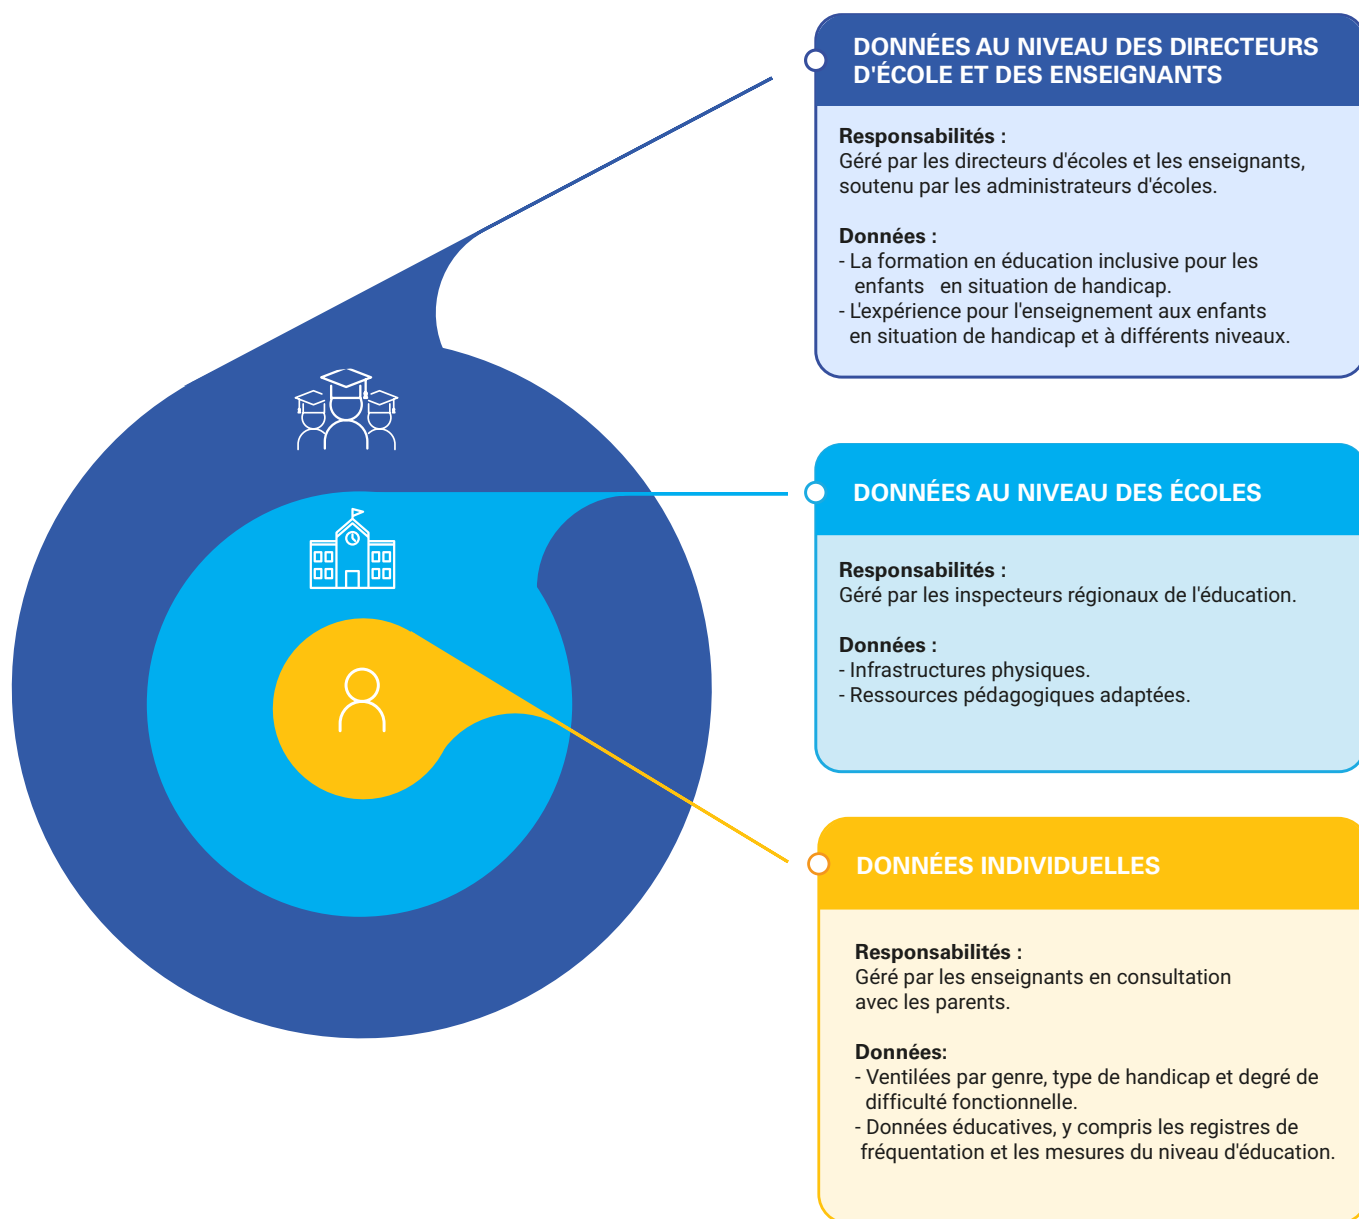 DONNÉES AU NIVEAU DES DIRECTEURS
D'ÉCOLE ET DES ENSEIGNANTS
Responsabilités :
Géré par les directeurs d'écoles et les enseignants,
soutenu par les administrateurs d'écoles.
Données :
- La formation en éducation inclusive pour les
enfants en situation de handicap.
- L'expérience pour l'enseignement aux enfants
en situation de handicap et à différents niveaux.
DONNÉES AU NIVEAU DES ÉCOLES
Responsabilités :
Géré par les inspecteurs régionaux de l'éducation.
Données :
- Infrastructures physiques.
- Ressources pédagogiques adaptées.
DONNÉES INDIVIDUELLES
Responsabilités :
Géré par les enseignants en consultation
avec les parents.
Données:
- Ventilées par genre, type de handicap et degré de
difficulté fonctionnelle.
- Données éducatives, y compris les registres de
fréquentation et les mesures du niveau d'éducation.